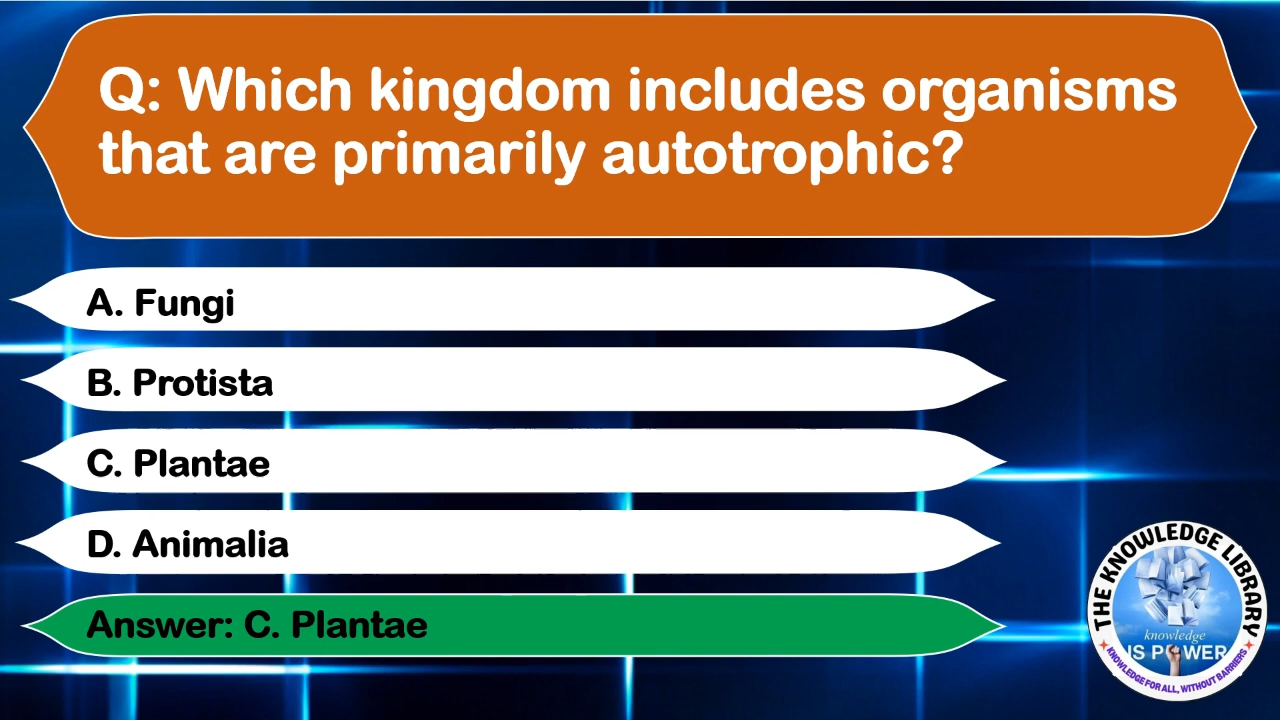 Q: Which kingdom includes organisms
that are primarily autotrophic?
A. Fungi
B. Protista
C. Plantae
D. Animalia
Answer: C. Plantae
THE KNOWLEDGE LIBRARY
knowledge
IS POWER
KNOWLEDGE FOR ALL, WITHOUT BARRIERS